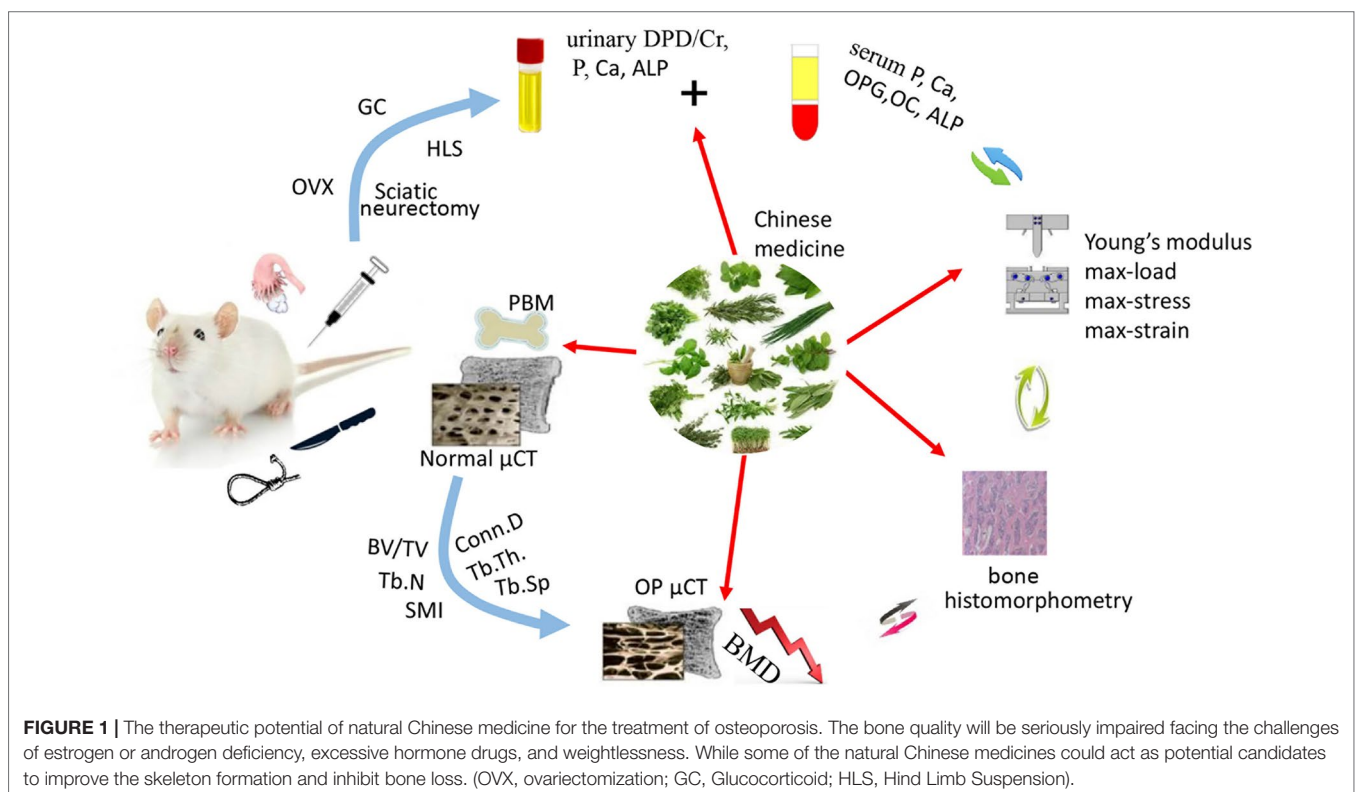 urinary DPD/Cr,
P, Ca, ALP
+
serum P, Ca,
OPG,OC, ALP
GC
HLS
OVX
Sciatic
neurectomy
Chinese
medicine
Young's modulus
max-load
max-stress
max-strain
PBM
Normal µCT
BV/TV
Tb.N
SMI
Conn.D
Tb.Th.
Tb.Sp
OP µCT
BMD
bone
histomorphometry
FIGURE 1 | The therapeutic potential of natural Chinese medicine for the treatment of osteoporosis. The bone quality will be seriously impaired facing the challenges
of estrogen or androgen deficiency, excessive hormone drugs, and weightlessness. While some of the natural Chinese medicines could act as potential candidates
to improve the skeleton formation and inhibit bone loss. (OVX, ovariectomization; GC, Glucocorticoid; HLS, Hind Limb Suspension).